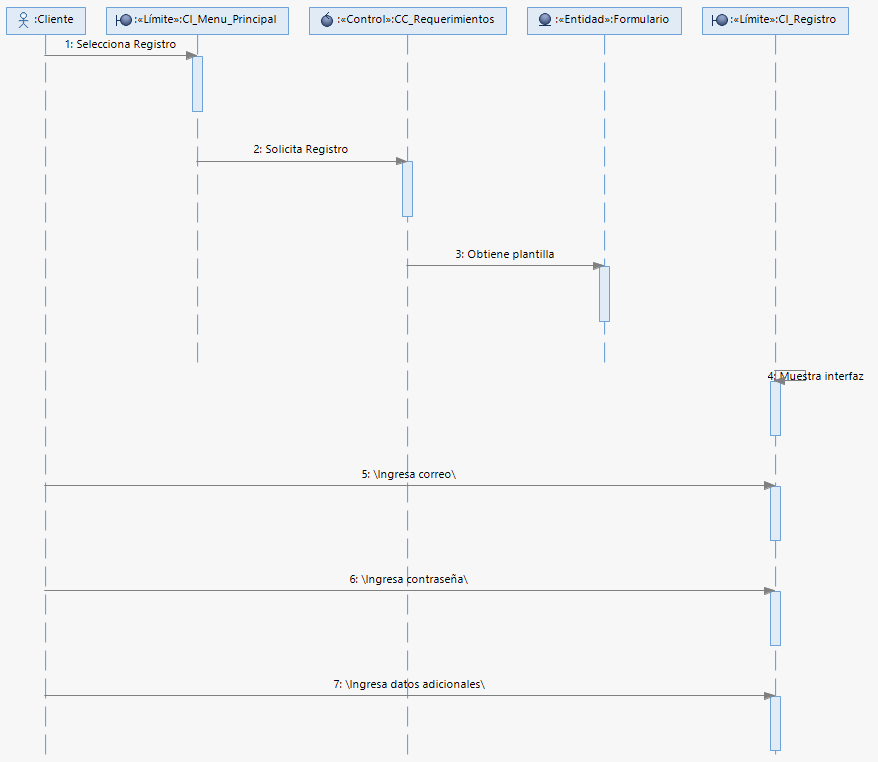 :Cliente
:«Límite»:CI_Menu_Principal
:«Control»:CC_Requerimientos
:«Entidad»:Formulario
:«Límite»:CI_Registro
1: Selecciona Registro
2: Solicita Registro
3: Obtiene plantilla
4: Muestra interfaz
5: \Ingresa correo\
6: \Ingresa contraseña\
7: \Ingresa datos adicionales\